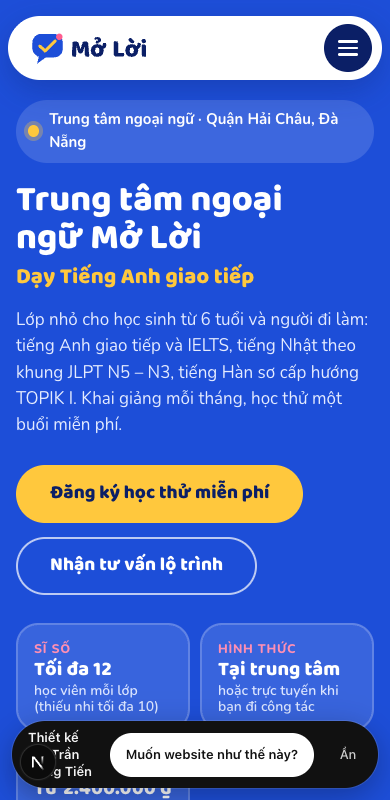 Mở Lời
Trung tâm ngoại ngữ · Quận Hải Châu, Đà
Nẵng
Trung tâm ngoại
ngữ Mở Lời
Dạy Tiếng Anh giao tiếp
Lớp nhỏ cho học sinh từ 6 tuổi và người đi làm:
tiếng Anh giao tiếp và IELTS, tiếng Nhật theo
khung JLPT N5 – N3, tiếng Hàn sơ cấp hướng
TOPIK I. Khai giảng mỗi tháng, học thử một
buổi miễn phí.
Đăng ký học thử miễn phí
Nhận tư vấn lộ trình
SĨ SỐ
Tối đa 12
học viên mỗi lớp
(thiếu nhi tối đa 10)
HÌNH THỨC
Tại trung tâm
hoặc trực tuyến khi
bạn đi công tác
Thiết kế
Trần
Tiến
N
Muốn website như thế này?
Ẩn
Từ 2.400.000 ₫